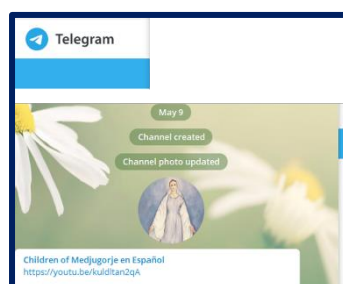 Telegram
May 9
Channel created
Channel photo updated
Children of Medjugorje en Español
https://youtu.be/kuldltan2qA